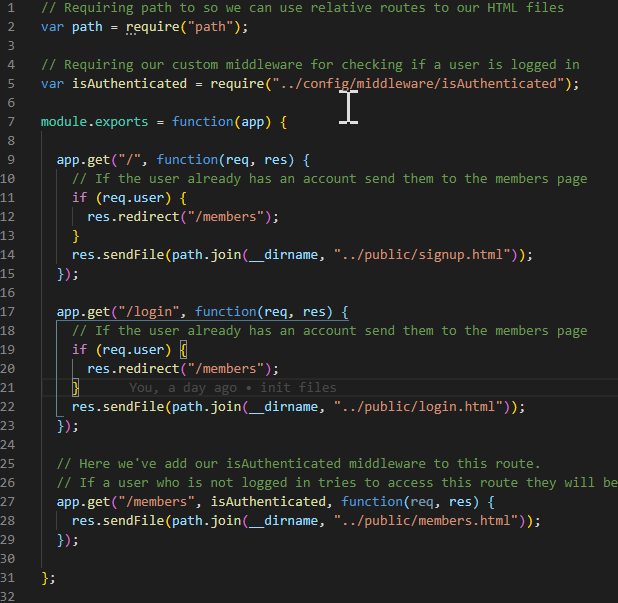 1 // Requiring path to so we can use relative routes to our HTML files
2 var path = require("path");
3
4 // Requiring our custom middleware for checking if a user is logged in
5 var isAuthenticated = require("../config/middleware/isAuthenticated");
6
7 module.exports = function(app) {
8
9 app.get("/", function(req, res) {
10 // If the user already has an account send them to the members page
11 if (req.user) {
12 res.redirect("/members");
13 }
14 res.sendFile(path.join(__dirname, "../public/signup.html"));
15 });
16
17 app.get("/login", function(req, res) {
18 // If the user already has an account send them to the members page
19 if (req.user) {
20 res.redirect("/members");
21 } You, a day ago • init files
22 res.sendFile(path.join(__dirname, "../public/login.html"));
23 });
24
25 // Here we've add our isAuthenticated middleware to this route.
26 // If a user who is not logged in tries to access this route they will be
27 app.get("/members", isAuthenticated, function(req, res) {
28 res.sendFile(path.join(__dirname, "../public/members.html"));
29 });
30
31 };
32